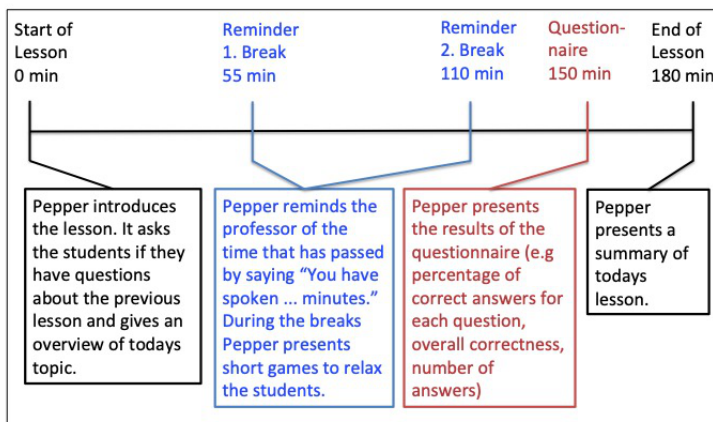 Start of
Lesson
0 min
Reminder
1. Break
55 min
Reminder
2. Break
110 min
Question-
naire
150 min
End of
Lesson
180 min
Pepper introduces
the lesson. It asks
the students if they
have questions
about the previous
lesson and gives an
overview of todays
topic.
Pepper reminds the
professor of the
time that has passed
by saying “You have
spoken ... minutes.”
During the breaks
Pepper presents
short games to relax
the students.
Pepper presents
the results of the
questionnaire (e.g
percentage of
correct answers for
each question,
overall correctness,
number of
answers)
Pepper
presents a
summary of
todays
lesson.